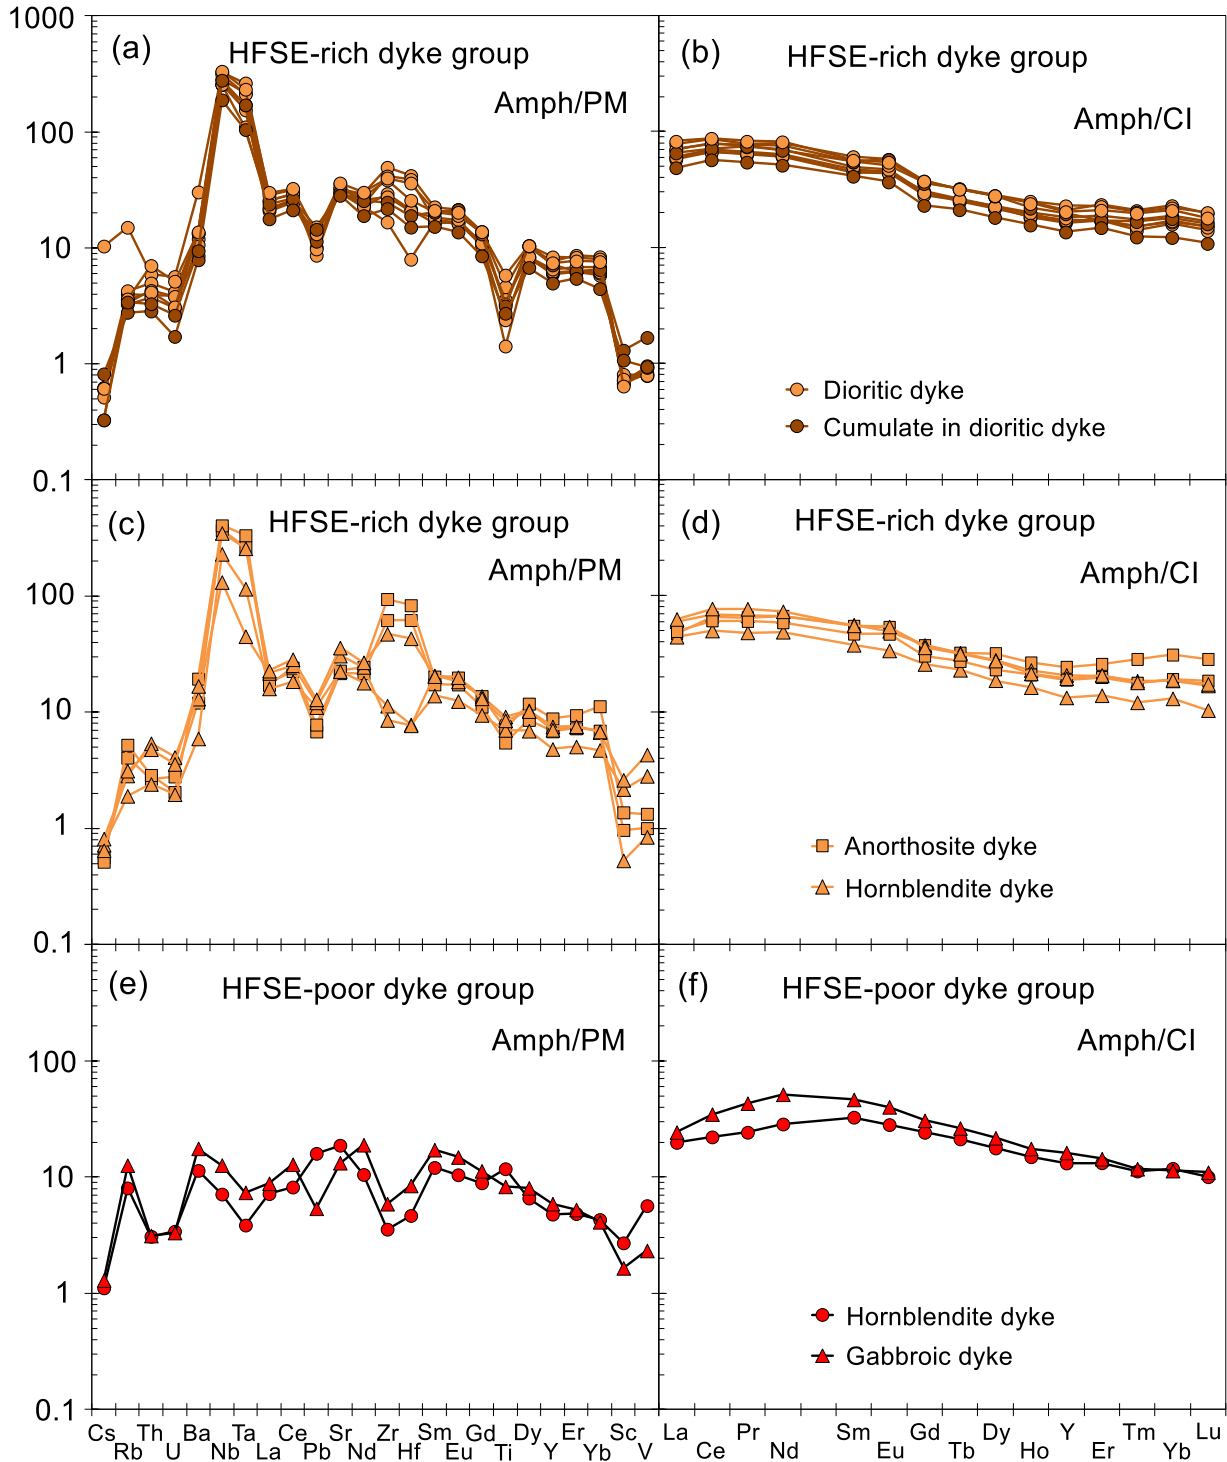 1000
(a)
HFSE-rich dyke group
Amph/PM
100
10
1
0.1
(b)
HFSE-rich dyke group
Amph/CI
Dioritic dyke
Cumulate in dioritic dyke
(c)
HFSE-rich dyke group
Amph/PM
100
10
1
0.1
(d)
HFSE-rich dyke group
Amph/CI
Anorthosite dyke
Hornblendite dyke
(e)
HFSE-poor dyke group
Amph/PM
100
10
1
0.1
(f)
HFSE-poor dyke group
Amph/CI
Hornblendite dyke
Gabbroic dyke
Cs Th Ba Ta Ce Sr Zr Sm Gd Dy Er Sc
Rb U Nb La Pb Nd Hf Eu Ti Y Yb V
La Pr Sm Gd Dy Y Tm Lu
Ce Nd Eu Tb Ho Er Yb